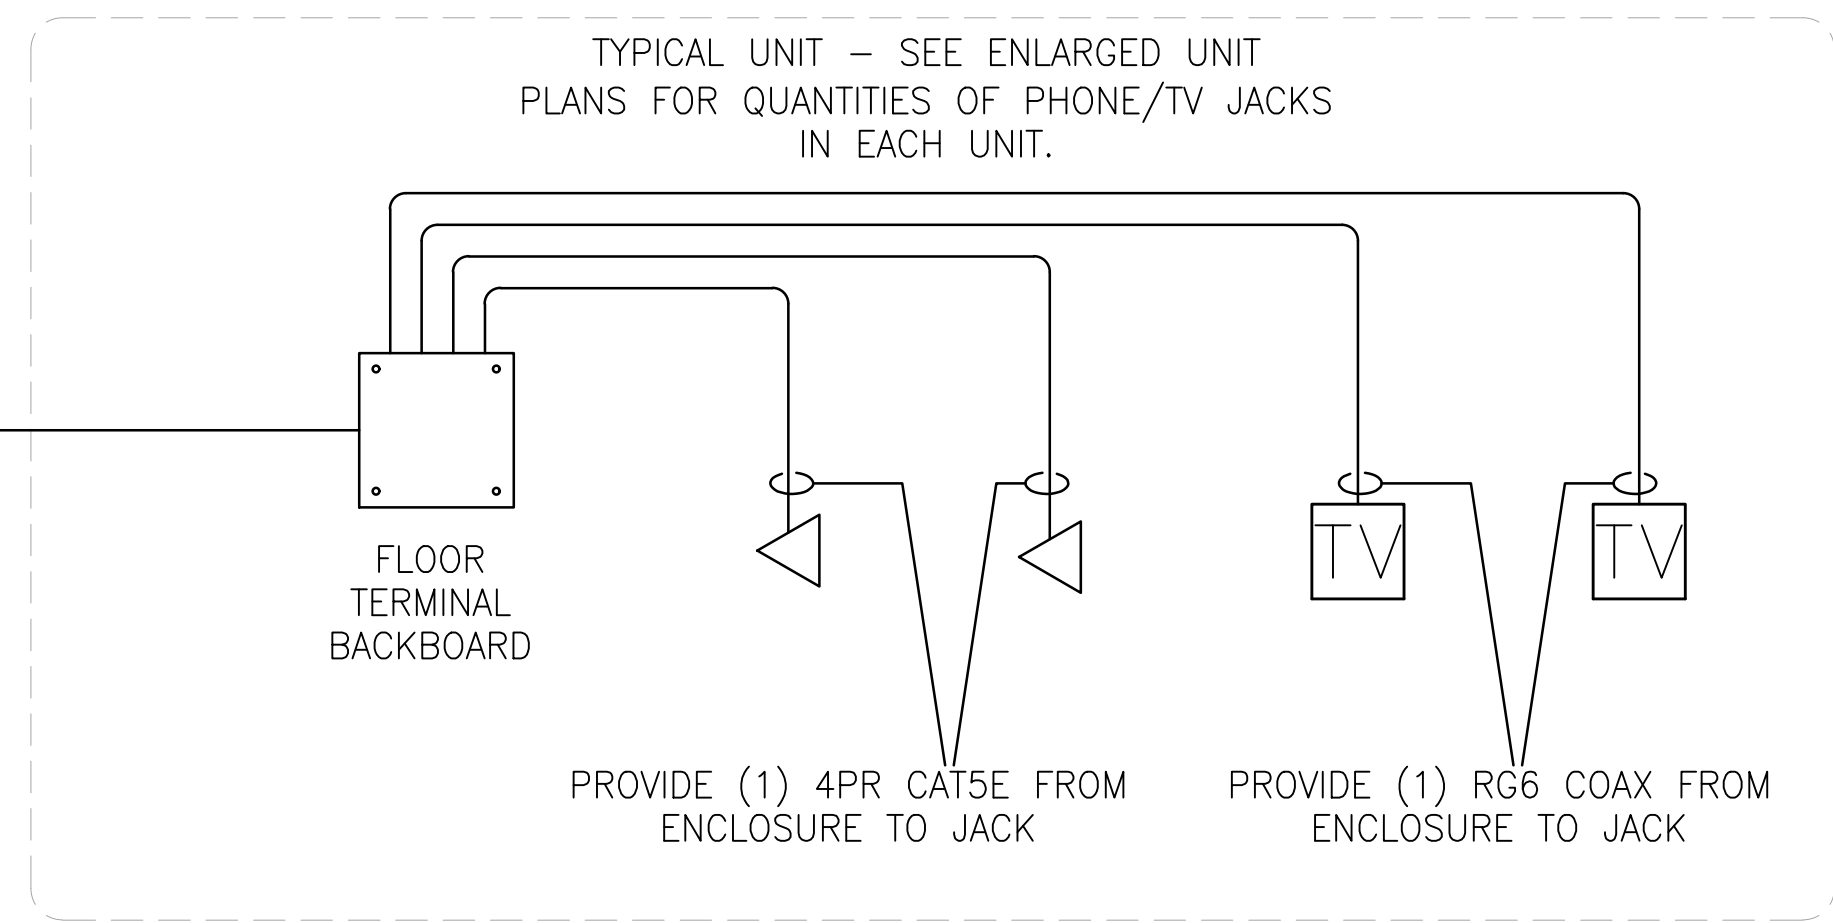 TYPICAL UNIT – SEE ENLARGED UNIT
PLANS FOR QUANTITIES OF PHONE/TV JACKS
IN EACH UNIT.
TV
TV
FLOOR
TERMINAL
BACKBOARD
PROVIDE (1) 4PR CAT5E FROM
ENCLOSURE TO JACK
PROVIDE (1) RG6 COAX FROM
ENCLOSURE TO JACK